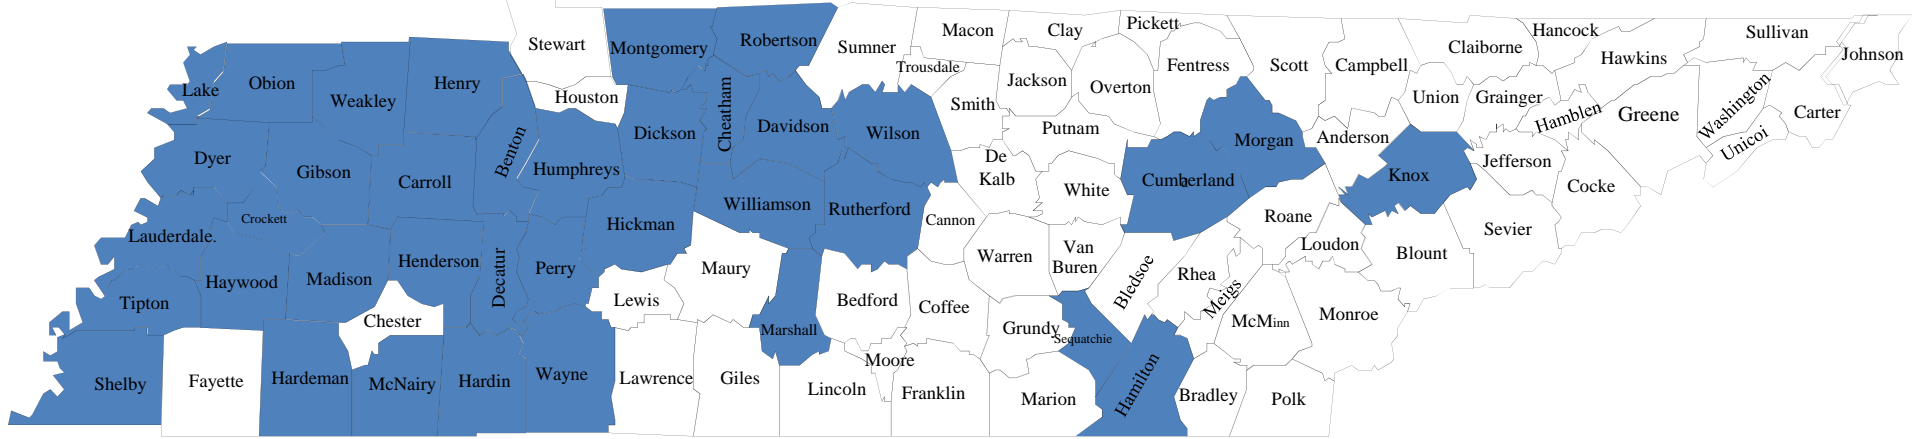 Stewart
Montgomery
Robertson
Sumner
Macon
Clay
Pickett
Hancock
Sullivan
Johnson
Claiborne
Hawkins
Trousdale
Fentress
Scott
Campbell
Lake
Obion
Weakley
Henry
Houston
Cheatham
Jackson
Overton
Union
Grainger
Hamblen
Greene
Washington
Carter
Unicoi
Smith
Dickson
Davidson
Wilson
Putnam
Morgan
Anderson
Jefferson
Dyer
Gibson
Carroll
Benton
Humphreys
De
Kalb
White
Cumberland
Knox
Cocke
Crockett
Lauderdale.
Hickman
Williamson
Rutherford
Cannon
Roane
Loudon
Blount
Sevier
Haywood
Madison
Henderson
Decatur
Perry
Maury
Warren
Van
Buren
Bledsoe
Rhea
Meigs
Tipton
Chester
Lewis
Marshall
Bedford
Coffee
Grundy
Sequatchie
McMinn
Monroe
Shelby
Fayette
Hardeman
McNairy
Hardin
Wayne
Lawrence
Giles
Lincoln
Moore
Franklin
Marion
Hamilton
Bradley
Polk